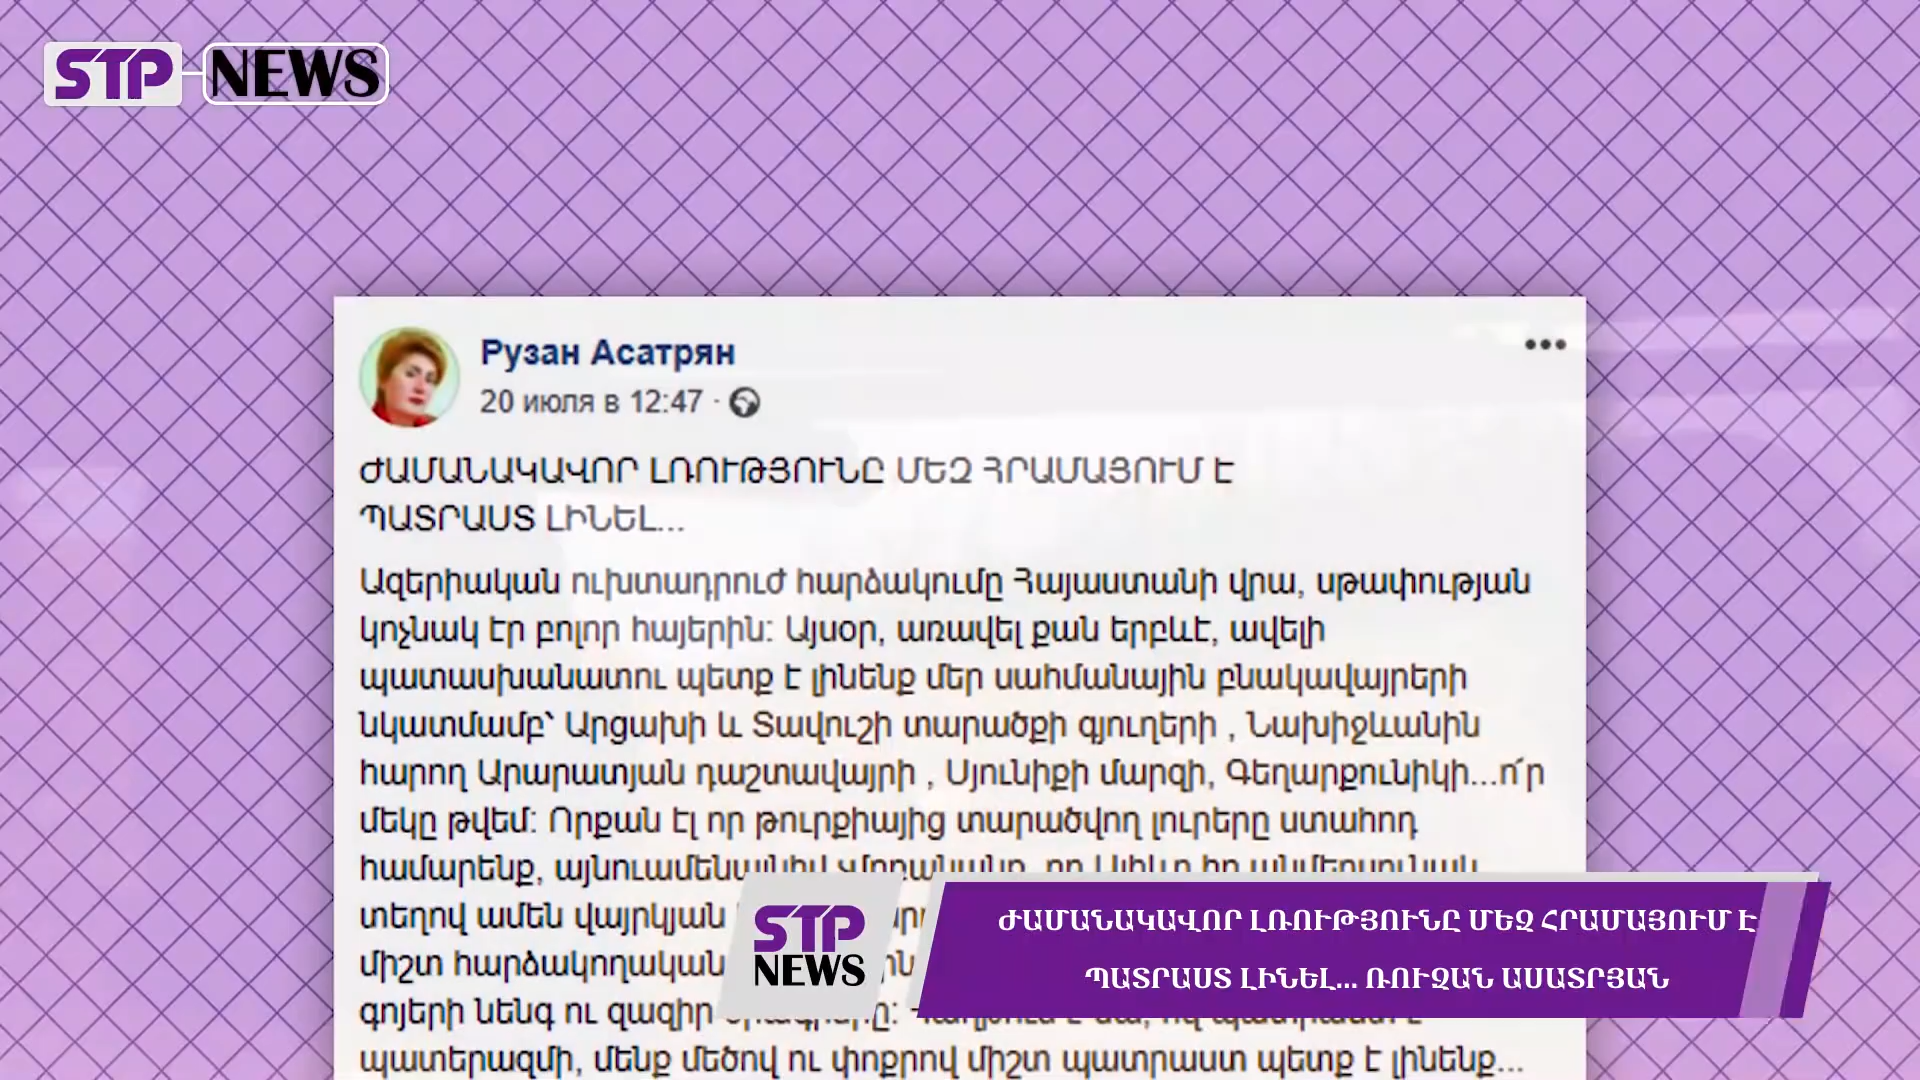 STP NEWS
Рузан Асатрян
20 июля в 12:47 ·
ԺԱՄԱՆԱԿԱՎՈՐ ԼՌՈՒԹՅՈՒՆԸ ՄԵԶ ՀՐԱՄԱՅՈՒՄ Է
ՊԱՏՐԱՍՏ ԼԻՆԵԼ...
Ազերիական ուխտադրուժ հարձակումը Հայաստանի վրա, սթափության
կոչնակ էր բոլոր հայերին: Այսօր, առավել քան երբևէ, ավելի
պատասխանատու պետք է լինենք մեր սահմանային բնակավայրերի
նկատմամբ՝ Արցախի և Տավուշի տարածքի գյուղերի , Նախիջևանին
հարող Արարատյան դաշտավայրի , Սյունիքի մարզի, Գեղարքունիկի...ո՜ր
մեկը թվեմ: Որքան էլ որ թուրքիայից տարածվող լուրերը ստահոդ
համարենք,
տեղով ամեն վայրկյան
միշտ հարձակողական
գոյերի նենգ ու զազիր
պատերազմի, մենք մեծով ու փոքրով միշտ պատրաստ պետք է լինենք...
STP
NEWS
ԺԱՄԱՆԱԿԱՎՈՐ ԼՌՈՒԹՅՈՒՆԸ ՄԵԶ ՀՐԱՄԱՅՈՒՄ Է
ՊԱՏՐԱՍՏ ԼԻՆԵԼ... ՌՈՒԶԱՆ ԱՍԱՏՐՅԱՆ